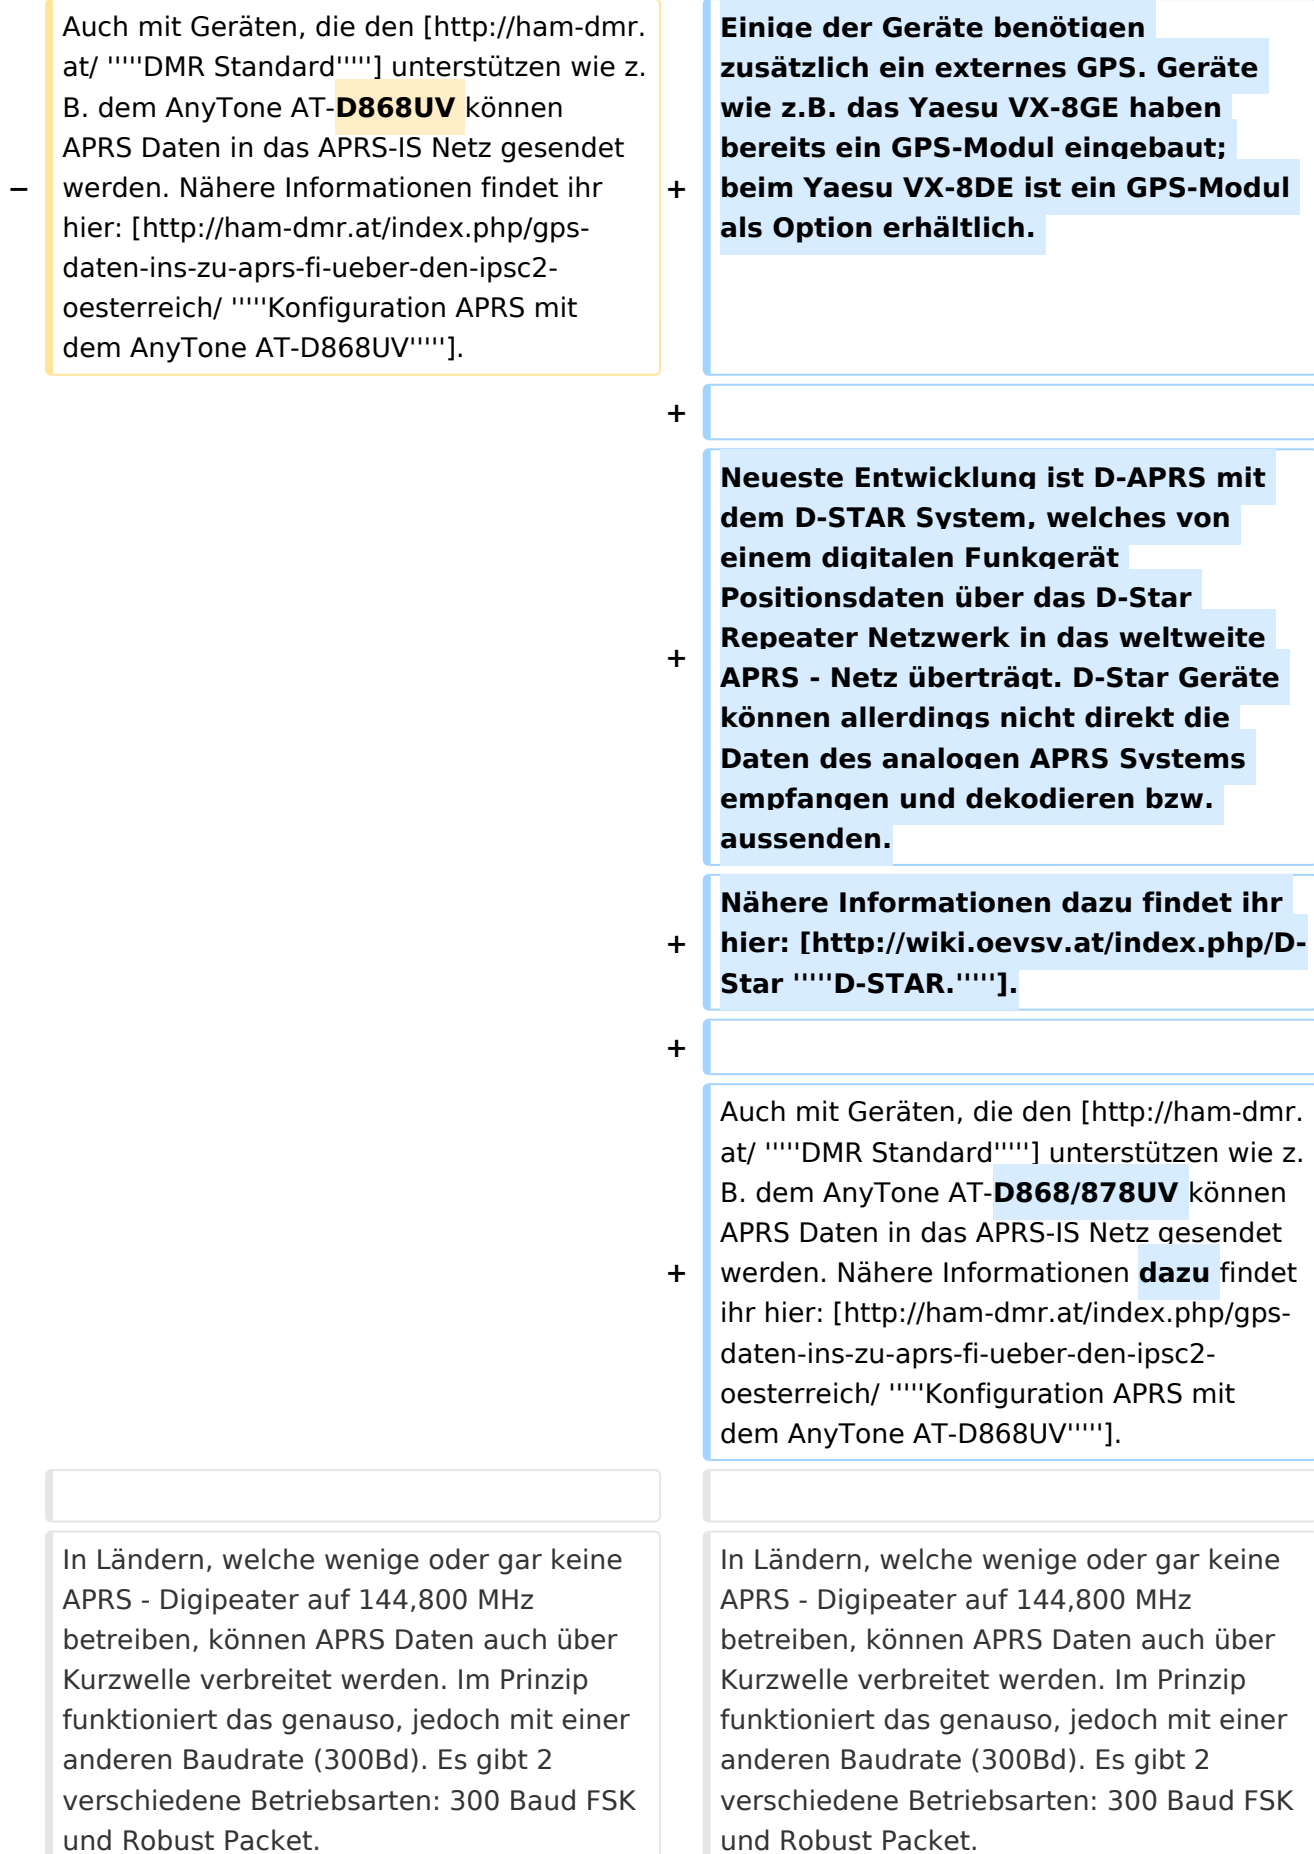 Auch mit Geräten, die den [http://ham-dmr.
at/ '''''DMR Standard'''''] unterstützen wie z.
B. dem AnyTone AT-D868UV können
APRS Daten in das APRS-IS Netz gesendet
− werden. Nähere Informationen findet ihr
hier: [http://ham-dmr.at/index.php/gps-
daten-ins-zu-aprs-fi-ueber-den-ipsc2-
oesterreich/ '''''Konfiguration APRS mit
dem AnyTone AT-D868UV'''''].
Einige der Geräte benötigen
zusätzlich ein externes GPS. Geräte
wie z.B. das Yaesu VX-8GE haben
bereits ein GPS-Modul eingebaut;
+ beim Yaesu VX-8DE ist ein GPS-Modul
als Option erhältlich.
+
Neueste Entwicklung ist D-APRS mit
dem D-STAR System, welches von
einem digitalen Funkgerät
Positionsdaten über das D-Star
Repeater Netzwerk in das weltweite
+ APRS - Netz überträgt. D-Star Geräte
können allerdings nicht direkt die
Daten des analogen APRS Systems
empfangen und dekodieren bzw.
aussenden.
Nähere Informationen dazu findet ihr
+ hier: [http://wiki.oevsv.at/index.php/D-
Star '''''D-STAR.'''''].
+
Auch mit Geräten, die den [http://ham-dmr.
at/ '''''DMR Standard'''''] unterstützen wie z.
B. dem AnyTone AT-D868/878UV können
APRS Daten in das APRS-IS Netz gesendet
+ werden. Nähere Informationen dazu findet
ihr hier: [http://ham-dmr.at/index.php/gps-
daten-ins-zu-aprs-fi-ueber-den-ipsc2-
oesterreich/ '''''Konfiguration APRS mit
dem AnyTone AT-D868UV'''''].
In Ländern, welche wenige oder gar keine
APRS - Digipeater auf 144,800 MHz
betreiben, können APRS Daten auch über
Kurzwelle verbreitet werden. Im Prinzip
funktioniert das genauso, jedoch mit einer
anderen Baudrate (300Bd). Es gibt 2
verschiedene Betriebsarten: 300 Baud FSK
und Robust Packet.
In Ländern, welche wenige oder gar keine
APRS - Digipeater auf 144,800 MHz
betreiben, können APRS Daten auch über
Kurzwelle verbreitet werden. Im Prinzip
funktioniert das genauso, jedoch mit einer
anderen Baudrate (300Bd). Es gibt 2
verschiedene Betriebsarten: 300 Baud FSK
und Robust Packet.